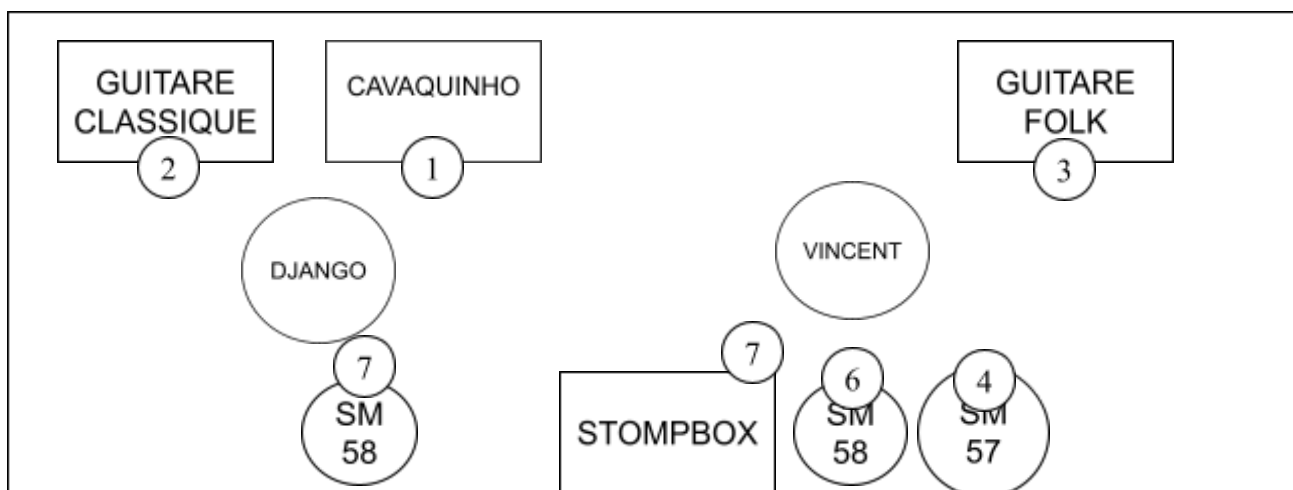 GUITARE
CLASSIQUE
2
CAVAQUINHO
1
GUITARE
FOLK
3
DJANGO
VINCENT
7
SM
58
7
STOMPBOX
6
SM
58
4
SM
57